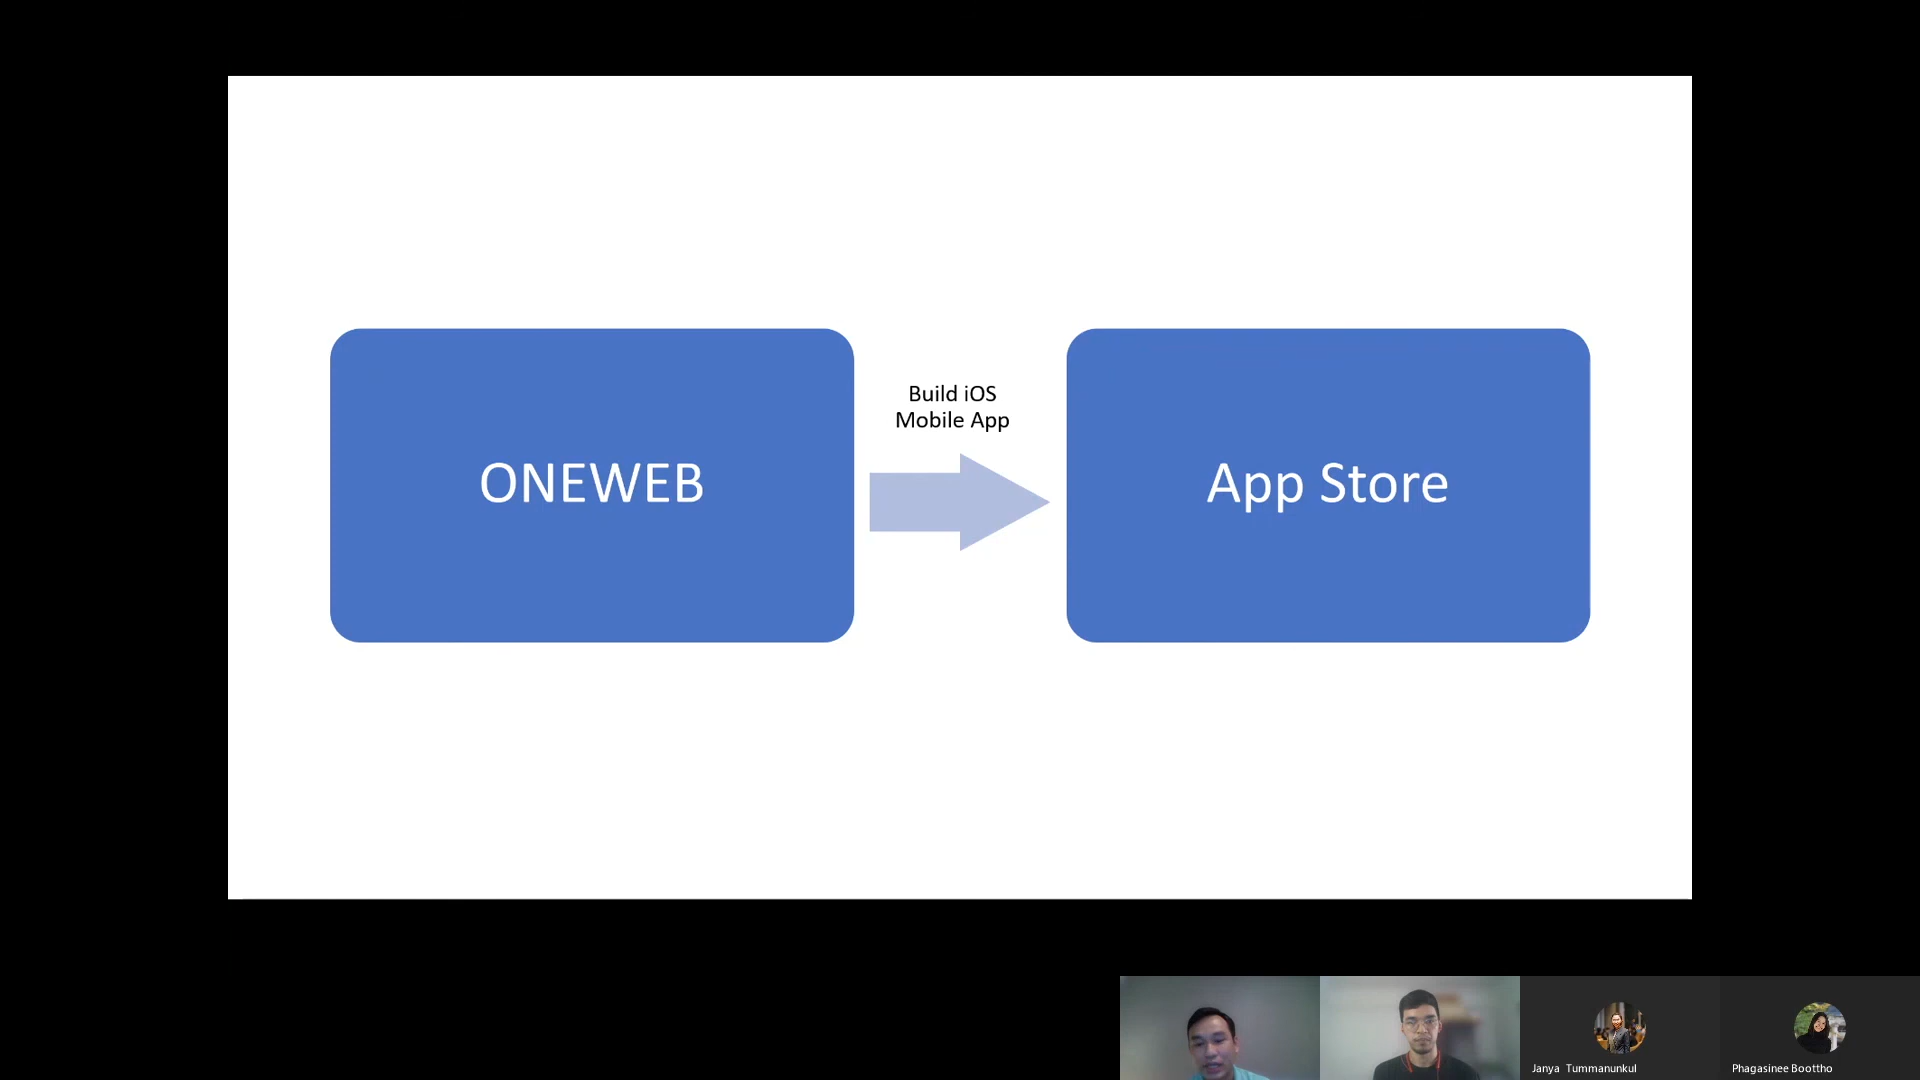 ONEWEB
Build iOS
Mobile App
App Store
Janya Tummanunkul
Phagasinee Boottho